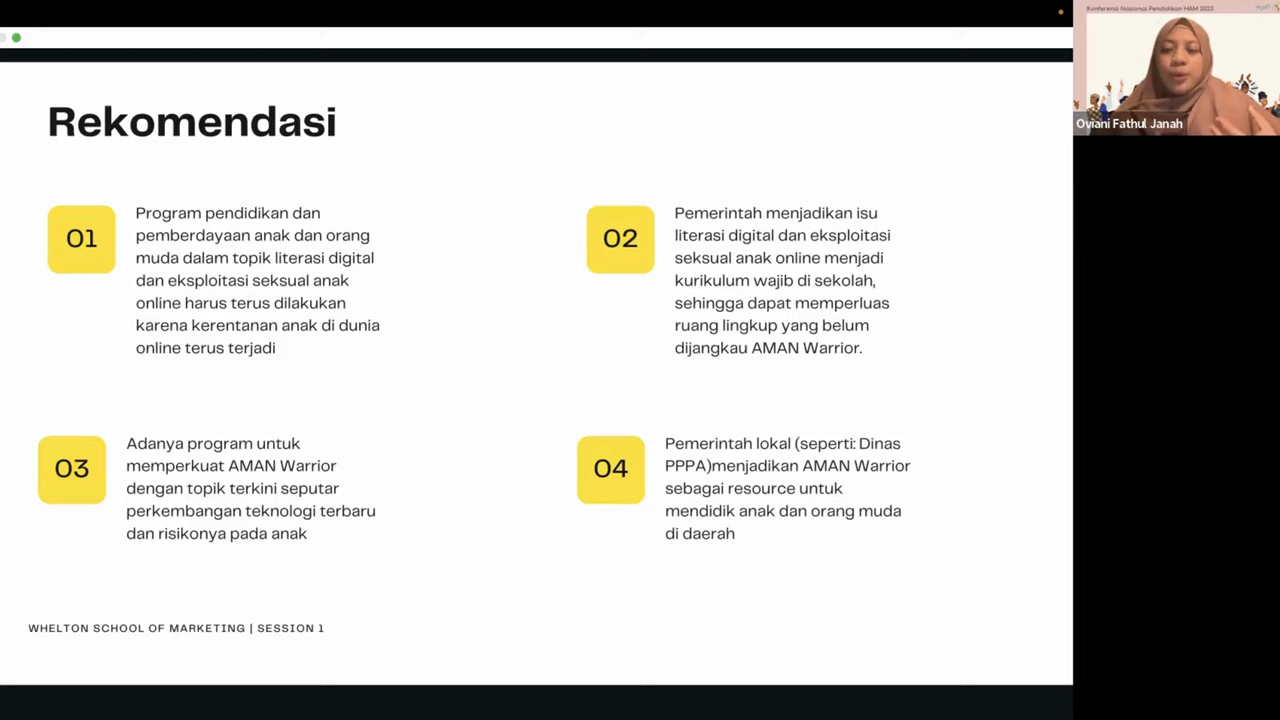 Konferensi Nasional Pendidikan HAM 2023
Oviani Fathul Janah
Rekomendasi
01
Program pendidikan dan
pemberdayaan anak dan orang
muda dalam topik literasi digital
dan eksploitasi seksual anak
online harus terus dilakukan
karena kerentanan anak di dunia
online terus terjadi
02
Pemerintah menjadikan isu
literasi digital dan eksploitasi
seksual anak online menjadi
kurikulum wajib di sekolah,
sehingga dapat memperluas
ruang lingkup yang belum
dijangkau AMAN Warrior.
03
Adanya program untuk
memperkuat AMAN Warrior
dengan topik terkini seputar
perkembangan teknologi terbaru
dan risikonya pada anak
04
Pemerintah lokal (seperti: Dinas
PPPA)menjadikan AMAN Warrior
sebagai resource untuk
mendidik anak dan orang muda
di daerah
WHELTON SCHOOL OF MARKETING | SESSION 1